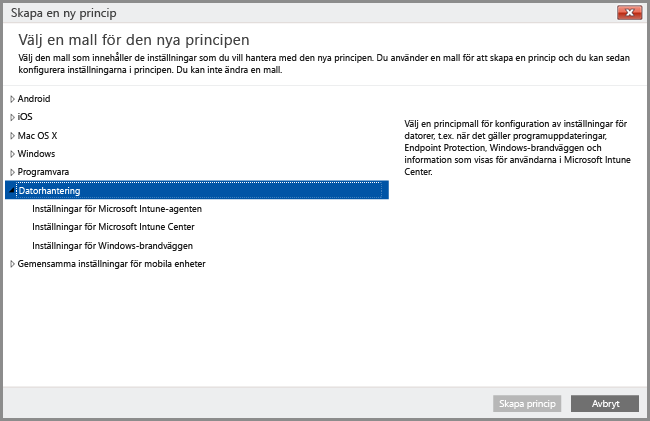 Skapa en ny princip
Välj en mall för den nya principen
Välj den mall som innehåller de inställningar som du vill hantera med den nya principen. Du använder en mall för att skapa en princip och du kan sedan
konfigurera inställningarna i principen. Du kan inte ändra en mall.
Android
iOS
Mac OS X
Windows
Programvara
Datorhantering
Inställningar för Microsoft Intune-agenten
Inställningar för Microsoft Intune Center
Inställningar för Windows-brandväggen
Gemensamma inställningar för mobila enheter
Välj en principmall för konfiguration av inställningar för
datorer, t.ex. när det gäller programuppdateringar,
Endpoint Protection, Windows-brandväggen och
information som visas för användarna i Microsoft Intune
Center.
Skapa princip
Avbryt